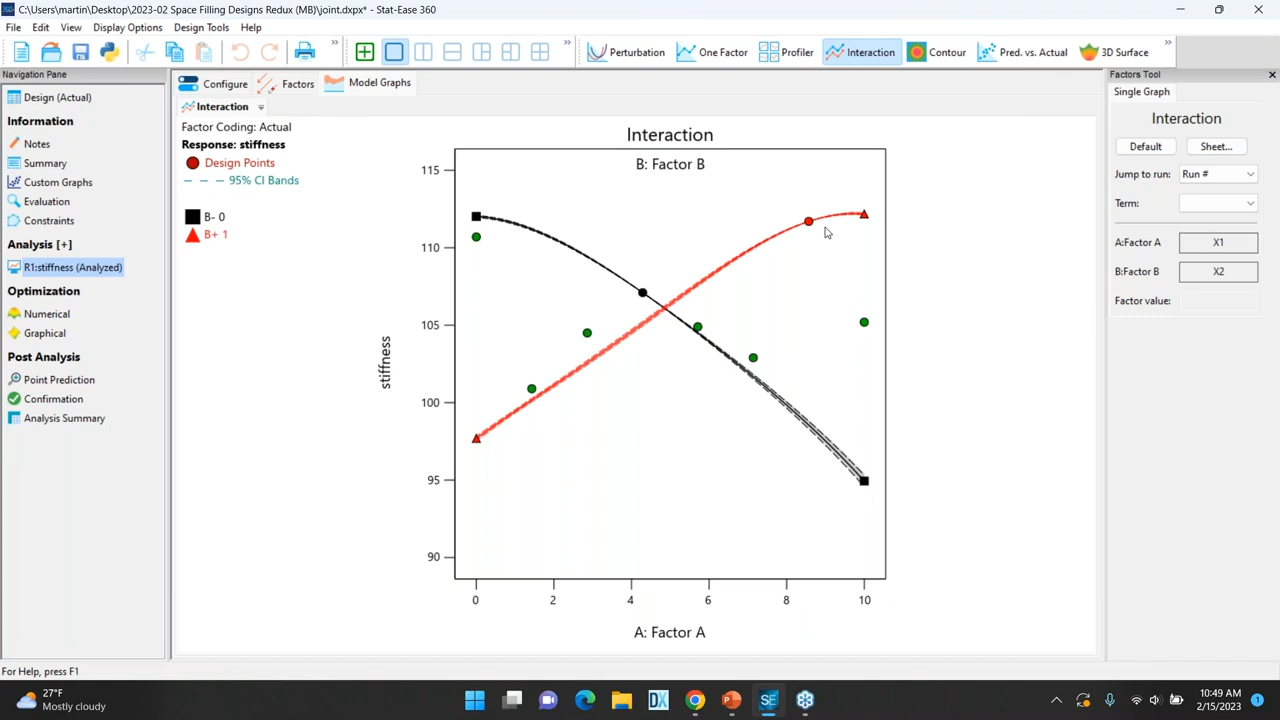 C:\Users\martin\Desktop\2023-02 Space Filling Designs Redux (MB)\joint.dxpx* - Stat-Ease 360
File Edit View Display Options Design Tools Help
Perturbation One Factor Profiler Interaction Contour Pred. vs. Actual 3D Surface
Navigation Pane
Design (Actual)
Information
Notes
Summary
Custom Graphs
Evaluation
Constraints
Analysis [+]
R1:stiffness (Analyzed)
Optimization
Numerical
Graphical
Post Analysis
Point Prediction
Confirmation
Analysis Summary
Configure Factors Model Graphs
Interaction
Factor Coding: Actual
Response: stiffness
Design Points
95% CI Bands
B- 0
B+ 1
Interaction
B: Factor B
115
110
105
100
95
90
stiffness
0 2 4 6 8 10
A: Factor A
Factors Tool
Single Graph
Interaction
Default Sheet...
Jump to run: Run #
Term:
A:Factor A X1
B:Factor B X2
Factor value:
For Help, press F1
27°F
Mostly cloudy
DX
SE
10:49 AM
2/15/2023
1